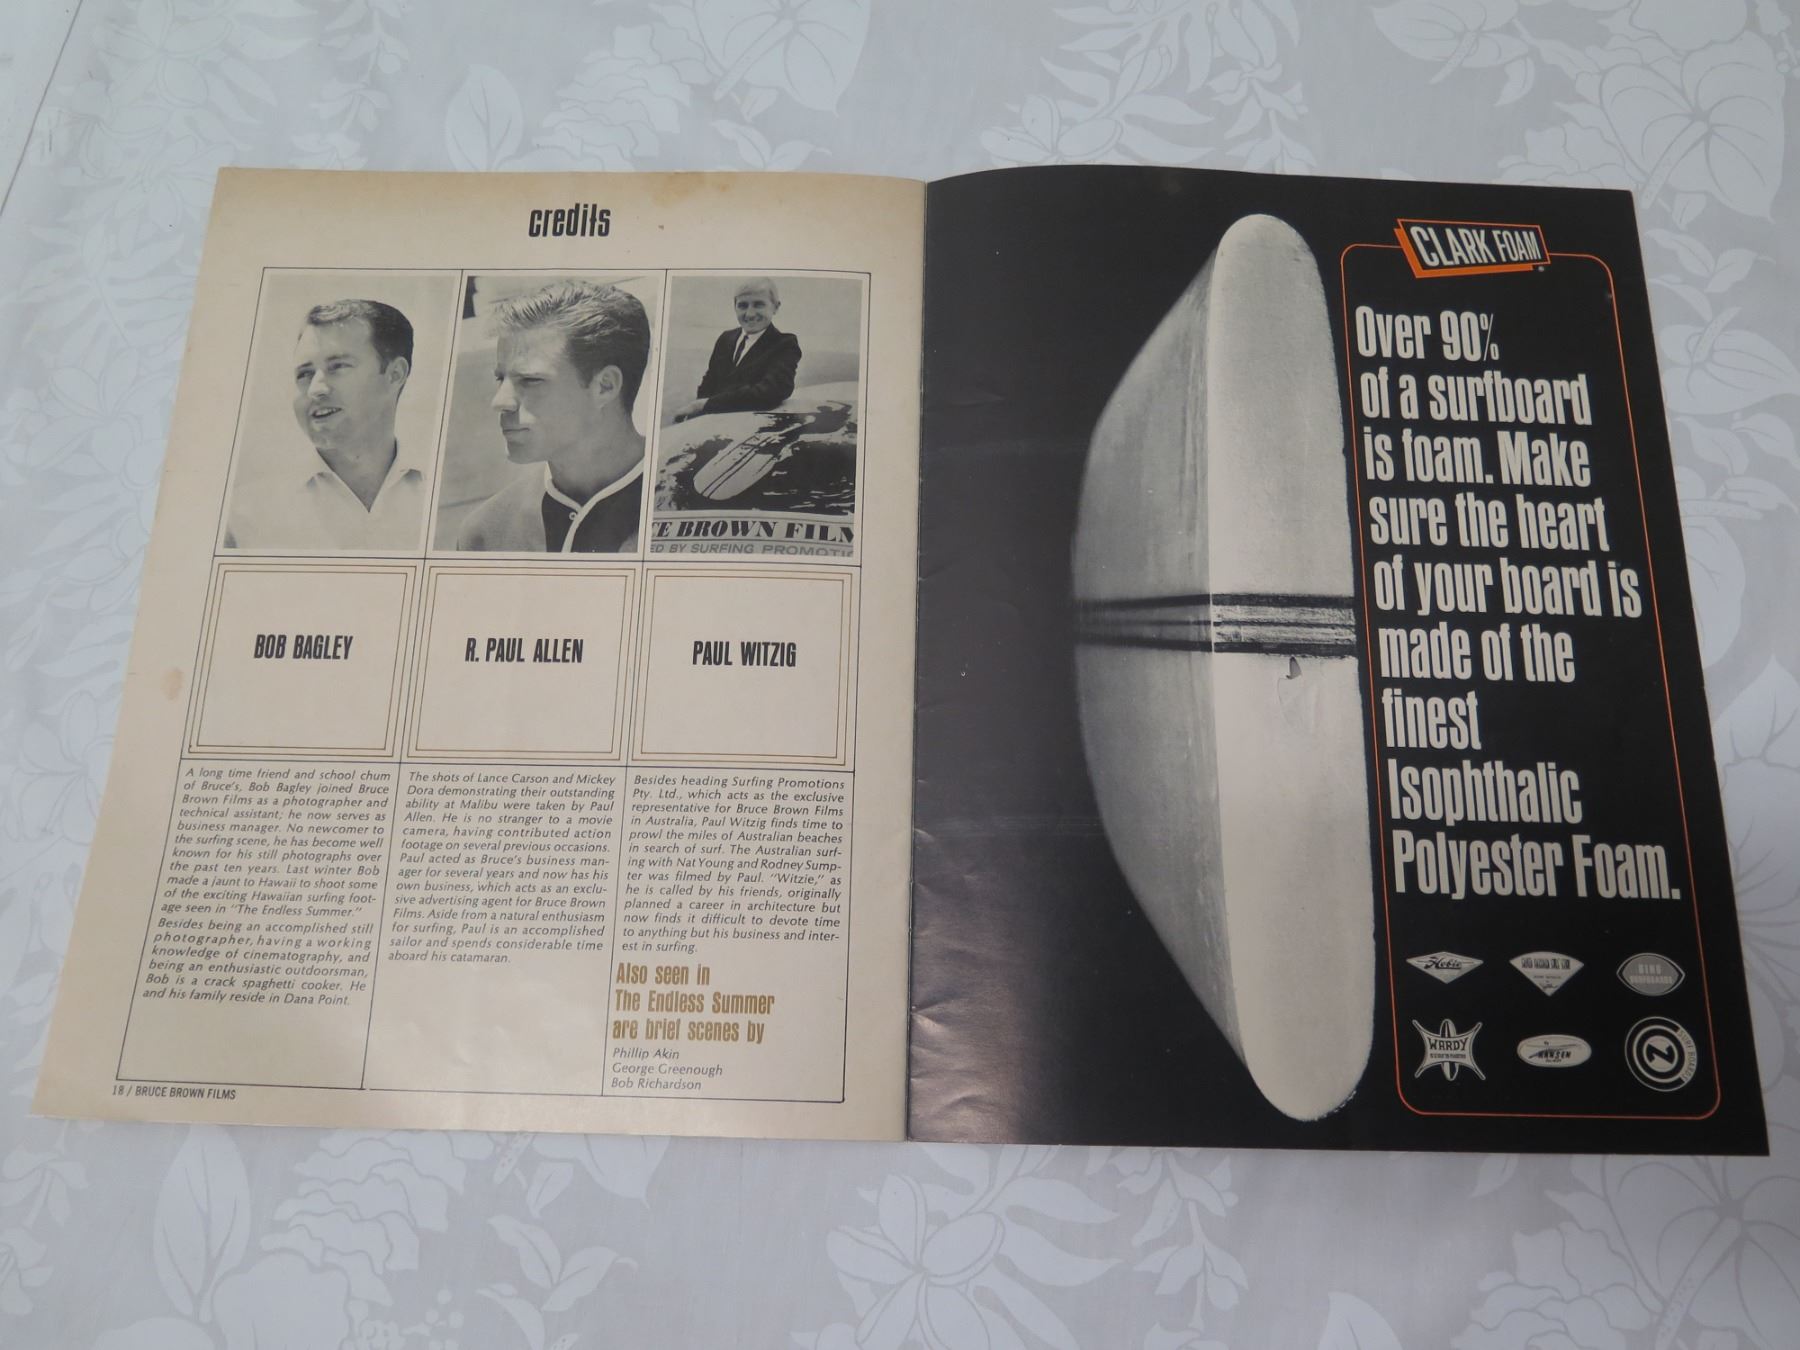 credits
CE BROWN FILM
ED BY SURFING PROMOTIO
BOB BAGLEY
R. PAUL ALLEN
PAUL WITZIG
A long time friend and school chum
of Bruce's, Bob Bagley joined Bruce
Brown Films as a photographer and
technical assistant; he now serves as
business manager. No newcomer to
the surfing scene, he has become well
known for his still photographs over
the past ten years. Last winter Bob
made a jaunt to Hawaii to shoot some
of the exciting Hawaiian surfing foot-
age seen in "The Endless Summer."
Besides being an accomplished still
photographer, having a working
knowledge of cinematography, and
being an enthusiastic outdoorsman,
Bob is a crack spaghetti cooker. He
and his family reside in Dana Point.
The shots of Lance Carson and Mickey
Dora demonstrating their outstanding
ability at Malibu were taken by Paul
Allen. He is no stranger to a movie
camera, having contributed action
footage on several previous occasions.
Paul acted as Bruce's business man-
ager for several years and now has his
own business, which acts as an exclu-
sive advertising agent for Bruce Brown
Films. Aside from a natural enthusiasm
for surfing, Paul is an accomplished
sailor and spends considerable time
aboard his catamaran.
Besides heading Surfing Promotions
Pty. Ltd., which acts as the exclusive
representative for Bruce Brown Films
in Australia, Paul Witzig finds time to
prowl the miles of Australian beaches
in search of surf. The Australian surf-
ing with Nat Young and Rodney Sump-
ter was filmed by Paul. "Witzie," as
he is called by his friends, originally
planned a career in architecture but
now finds it difficult to devote time
to anything but his business and inter-
est in surfing.
Also seen in
The Endless Summer
are brief scenes by
Phillip Akin
George Greenough
Bob Richardson
18 / BRUCE BROWN FILMS
CLARK FOAM
Over 90%
of a surfboard
is foam. Make
sure the heart
of your board is
made of the
finest
Isophthalic
Polyester Foam.
Hobie
BING
SURFBOARDS
WARDY
HANSEN